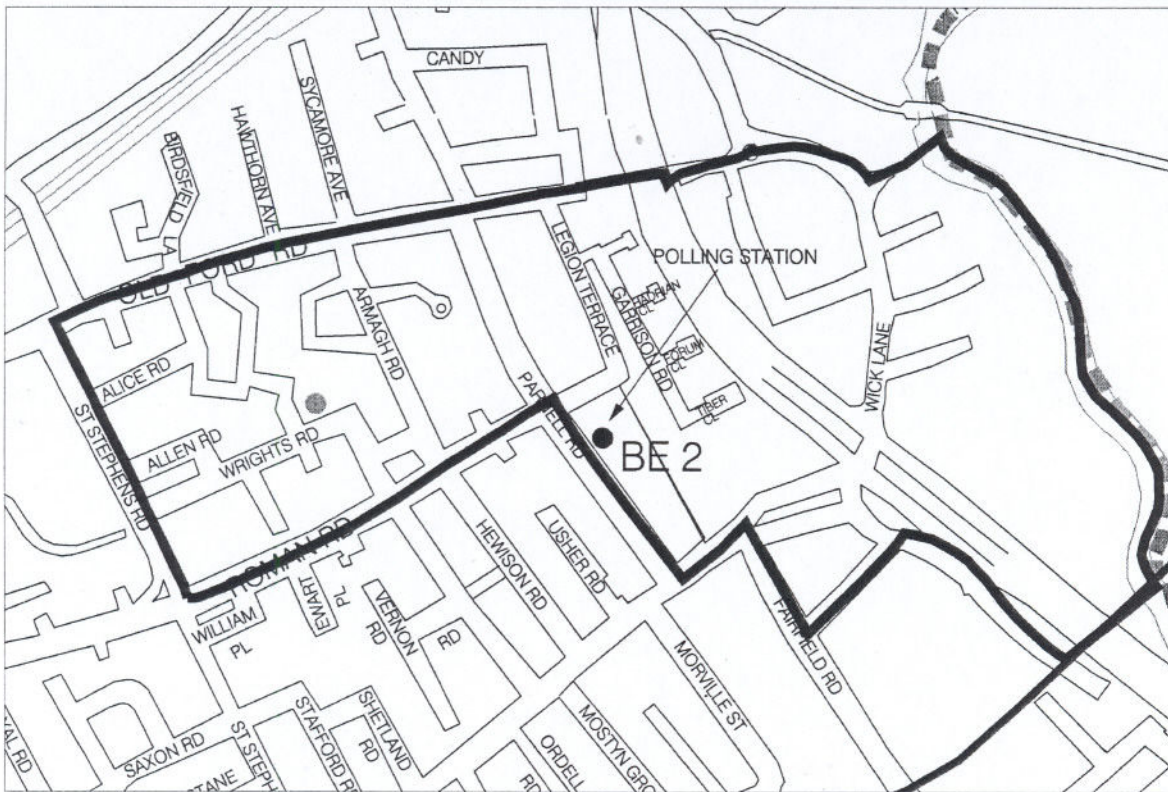 CANDY
SYCAMORE AVE
HAWTHORN AVE
BIRDSFIELD LA
OLD FORD RD
LEGION TERRACE
POLLING STATION
HADRIAN CL
GARRISON RD
FORUM CL
TIBER CL
ARMAGH RD
WICK LANE
ALICE RD
PARNELL RD
ST STEPHENS RD
ALLEN RD
WRIGHTS RD
BE 2
ROMAN RD
HEWISON RD
USHER RD
EWART PL
WILLIAM PL
VERNON RD
RD
FAIRFIELD RD
MORVILLE ST
MOSTYN GRO
SHETLAND RD
STAFFORD RD
ORDELL RD
SAXON RD
ST STEPH
STANE
VAL RD